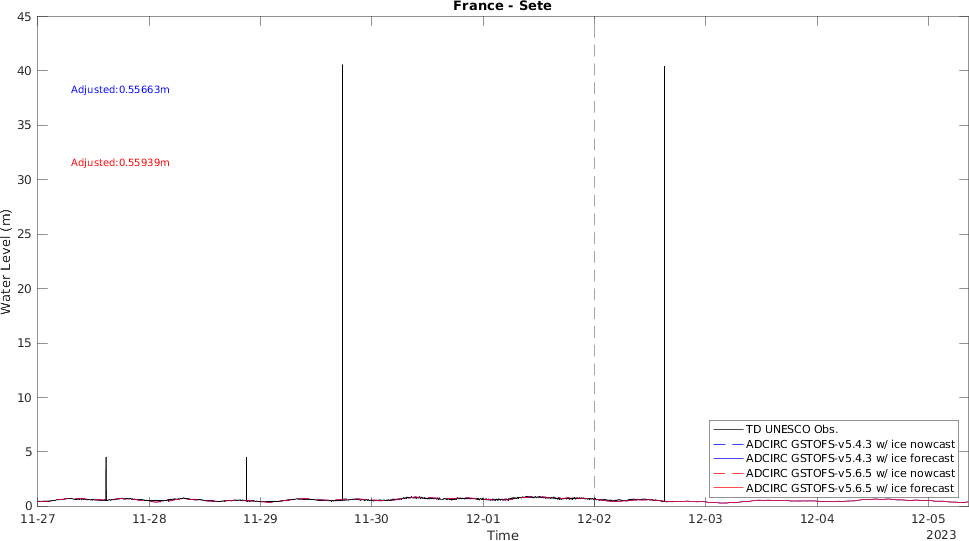 France - Sete
45
40
35
30
25
20
15
10
5
0
Water Level (m)
Adjusted:0.55663m
Adjusted:0.55939m
TD UNESCO Obs.
ADCIRC GSTOFS-v5.4.3 w/ ice nowcast
ADCIRC GSTOFS-v5.4.3 w/ ice forecast
ADCIRC GSTOFS-v5.6.5 w/ ice nowcast
ADCIRC GSTOFS-v5.6.5 w/ ice forecast
11-27 11-28 11-29 11-30 12-01 12-02 12-03 12-04 12-05
Time
2023